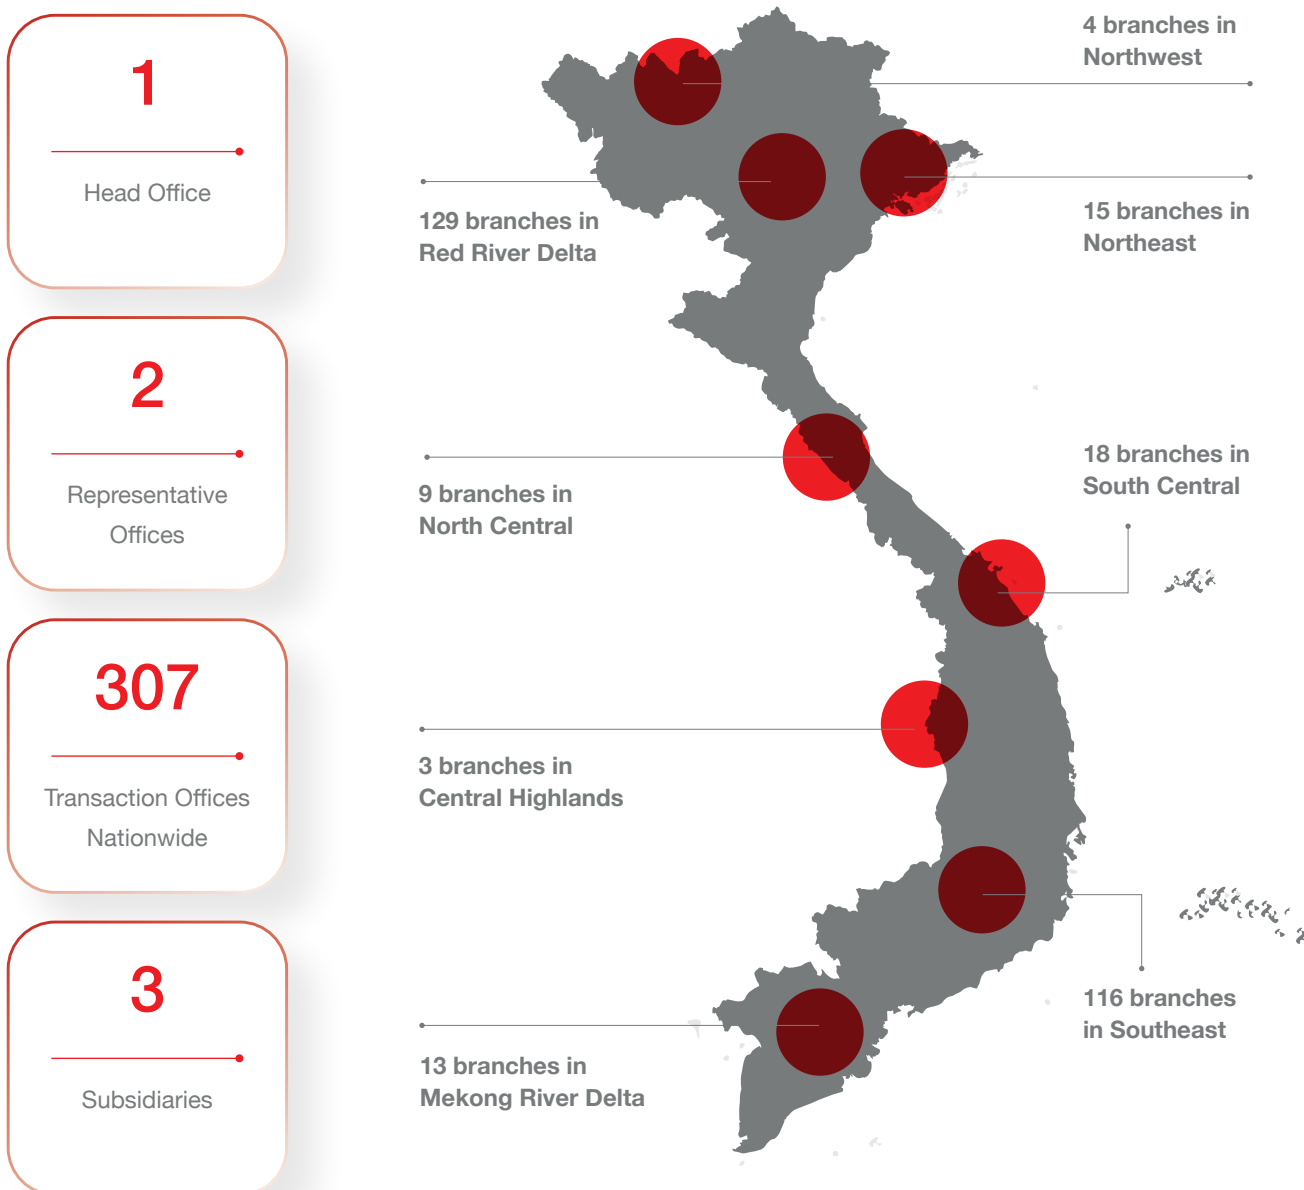 1
Head Office
2
Representative
Offices
307
Transaction Offices
Nationwide
3
Subsidiaries
4 branches in
Northwest
129 branches in
Red River Delta
15 branches in
Northeast
9 branches in
North Central
18 branches in
South Central
3 branches in
Central Highlands
116 branches
in Southeast
13 branches in
Mekong River Delta